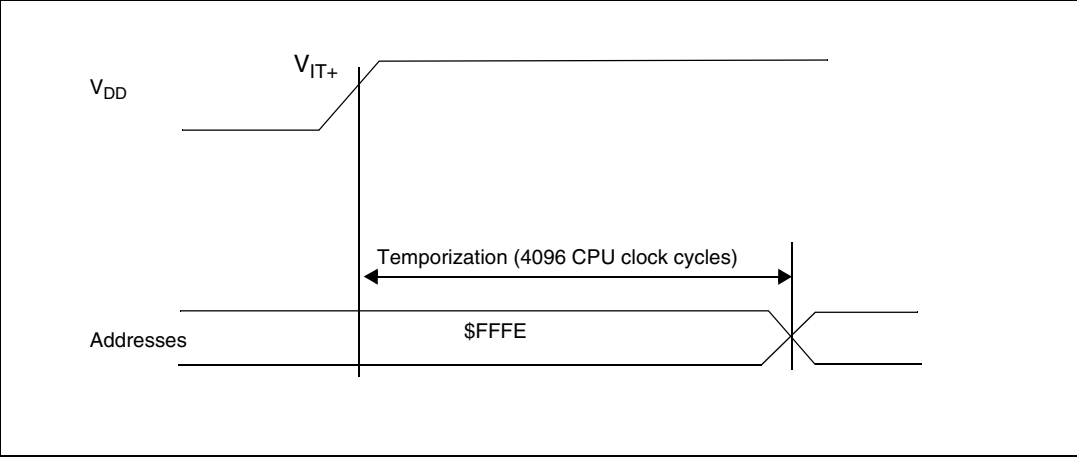 V_IT+
V_DD
Temporization (4096 CPU clock cycles)
$FFFE
Addresses